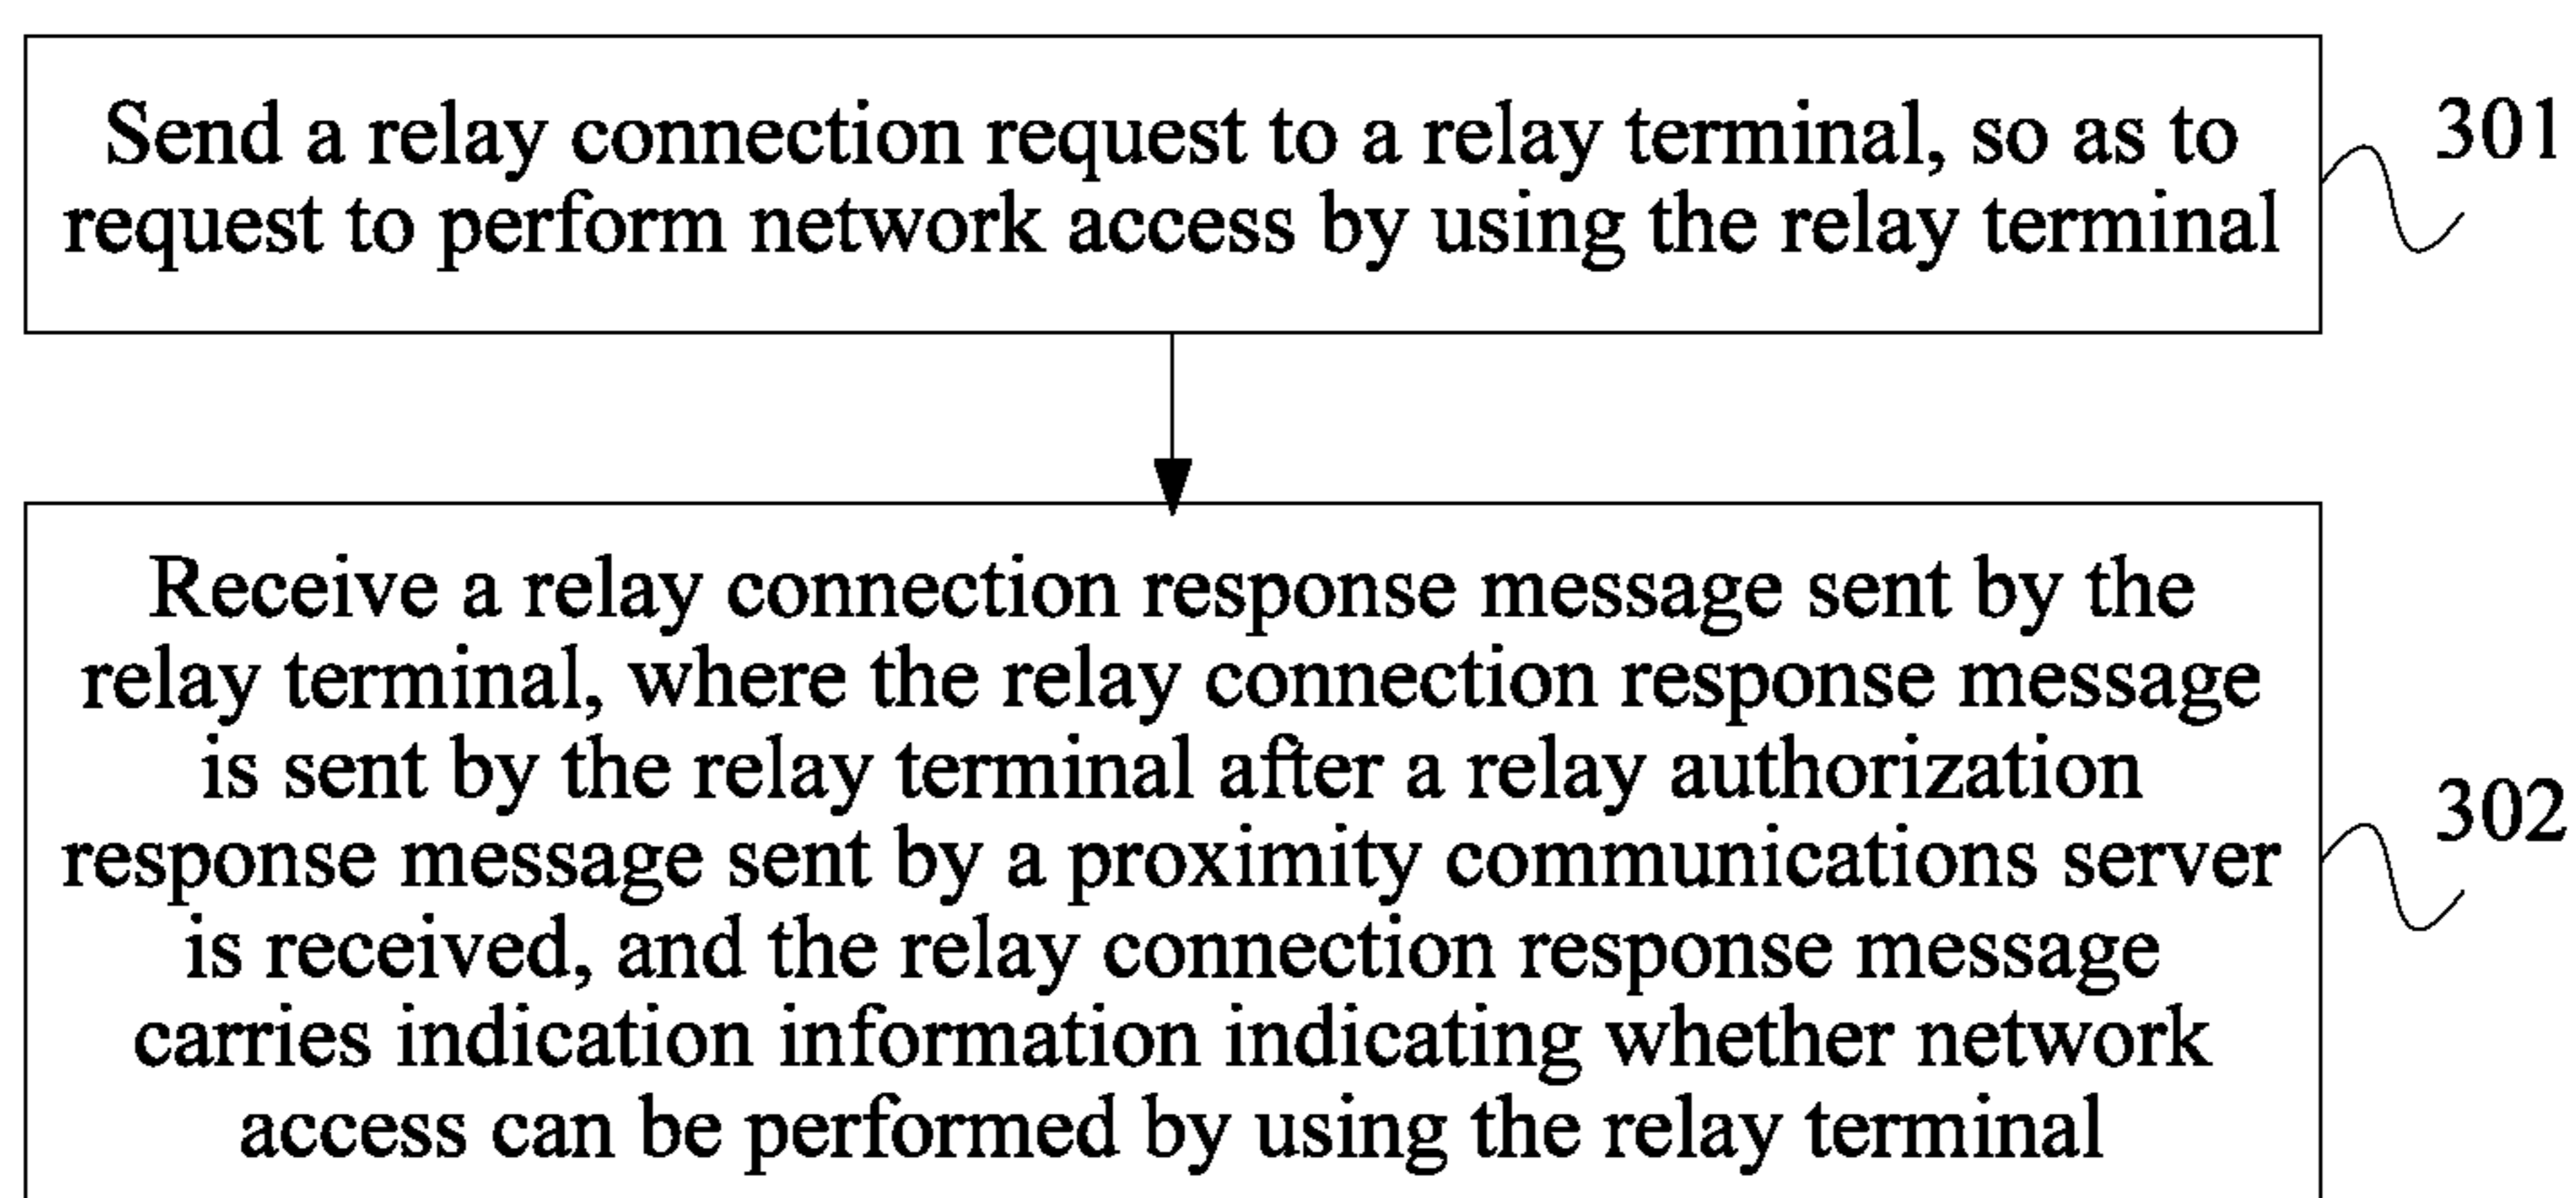 Send a relay connection request to a relay terminal, so as to
request to perform network access by using the relay terminal
301
Receive a relay connection response message sent by the
relay terminal, where the relay connection response message
is sent by the relay terminal after a relay authorization
response message sent by a proximity communications server
is received, and the relay connection response message
carries indication information indicating whether network
access can be performed by using the relay terminal
302